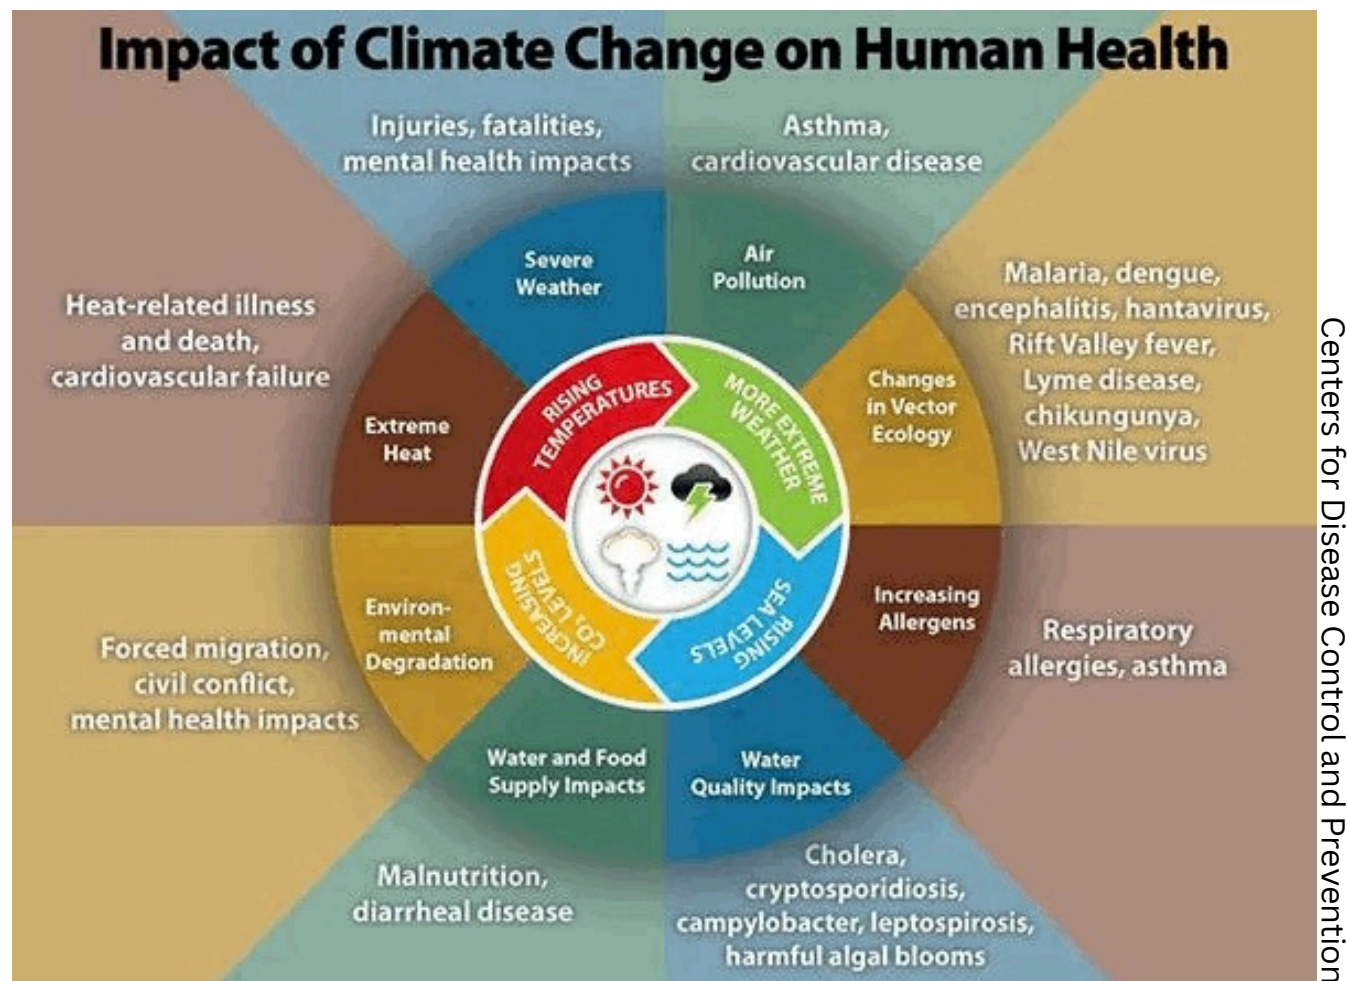 Impact of Climate Change on Human Health
Injuries, fatalities,
mental health impacts
Asthma,
cardiovascular disease
Severe
Weather
Air
Pollution
Heat-related illness
and death,
cardiovascular failure
Malaria, dengue,
encephalitis, hantavirus,
Rift Valley fever,
Lyme disease,
chikungunya,
West Nile virus
Extreme
Heat
Changes
in Vector
Ecology
RISING
TEMPERATURES
MORE EXTREME
WEATHER
INCREASING
CO₂ LEVELS
RISING
SEA LEVELS
Environ-
mental
Degradation
Increasing
Allergens
Forced migration,
civil conflict,
mental health impacts
Respiratory
allergies, asthma
Water and Food
Supply Impacts
Water
Quality Impacts
Malnutrition,
diarrheal disease
Cholera,
cryptosporidiosis,
campylobacter, leptospirosis,
harmful algal blooms
Centers for Disease Control and Prevention